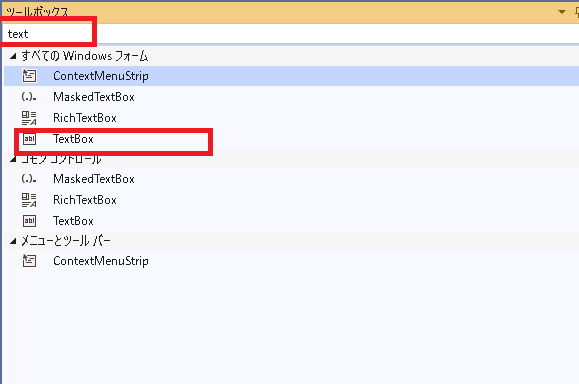 ツールボックス
text
すべての Windows フォーム
ContextMenuStrip
MaskedTextBox
RichTextBox
TextBox
コモン コントロール
MaskedTextBox
RichTextBox
TextBox
メニューとツール バー
ContextMenuStrip